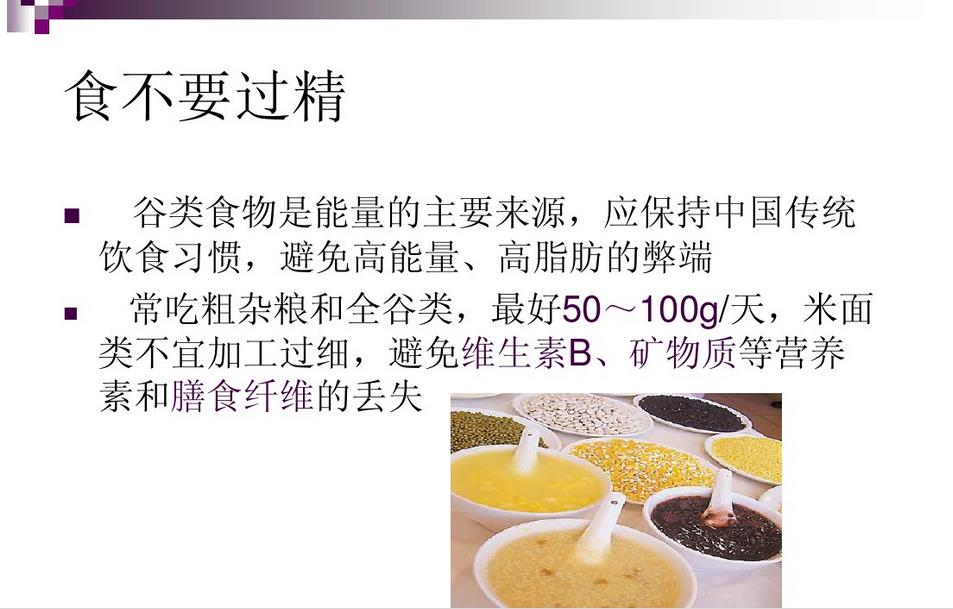 食不要过精
谷类食物是能量的主要来源，应保持中国传统
饮食习惯，避免高能量、高脂肪的弊端
常吃粗杂粮和全谷类，最好50～100g/天，米面
类不宜加工过细，避免维生素B、矿物质等营养
素和膳食纤维的丢失